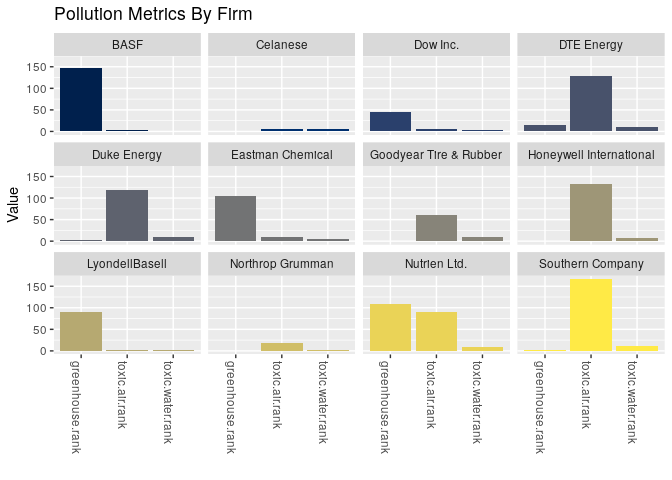 Pollution Metrics By Firm
BASF
Celanese
Dow Inc.
DTE Energy
150
100
50
0
Duke Energy
Eastman Chemical
Goodyear Tire & Rubber
Honeywell International
150
100
50
0
Value
LyondellBasell
Northrop Grumman
Nutrien Ltd.
Southern Company
150
100
50
0
greenhouse.rank
toxic.air.rank
toxic.water.rank
greenhouse.rank
toxic.air.rank
toxic.water.rank
greenhouse.rank
toxic.air.rank
toxic.water.rank
greenhouse.rank
toxic.air.rank
toxic.water.rank